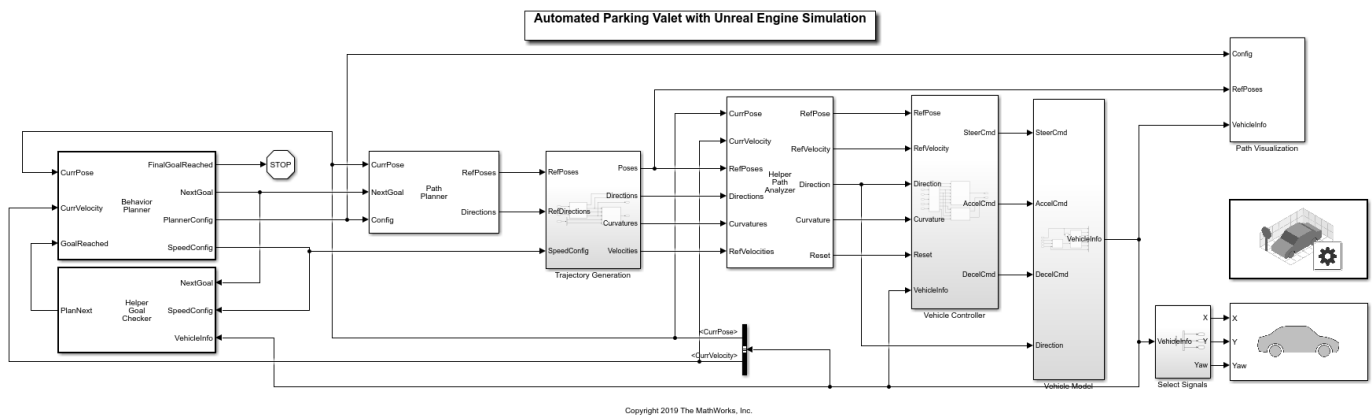 Automated Parking Valet with Unreal Engine Simulation
CurrPose
CurrVelocity
GoalReached
Behavior
Planner
FinalGoalReached
NextGoal
PlannerConfig
SpeedConfig
STOP
PlanNext
Helper
Goal
Checker
NextGoal
SpeedConfig
VehicleInfo
CurrPose
NextGoal
Config
Path
Planner
RefPoses
Directions
RefPoses
RefDirections
SpeedConfig
Poses
Directions
Curvatures
Velocities
Trajectory Generation
CurrPose
CurrVelocity
RefPoses
Directions
Curvatures
RefVelocities
Helper
Path
Analyzer
RefPose
RefVelocity
Direction
Curvature
Reset
RefPose
RefVelocity
Direction
Curvature
Reset
VehicleInfo
SteerCmd
AccelCmd
DecelCmd
Vehicle Controller
SteerCmd
AccelCmd
DecelCmd
Direction
VehicleInfo
Vehicle Model
<CurrPose>
<CurrVelocity>
Config
RefPoses
VehicleInfo
Path Visualization
VehicleInfo
X
Y
Yaw
Select Signals
X
Y
Yaw
Copyright 2019 The MathWorks, Inc.